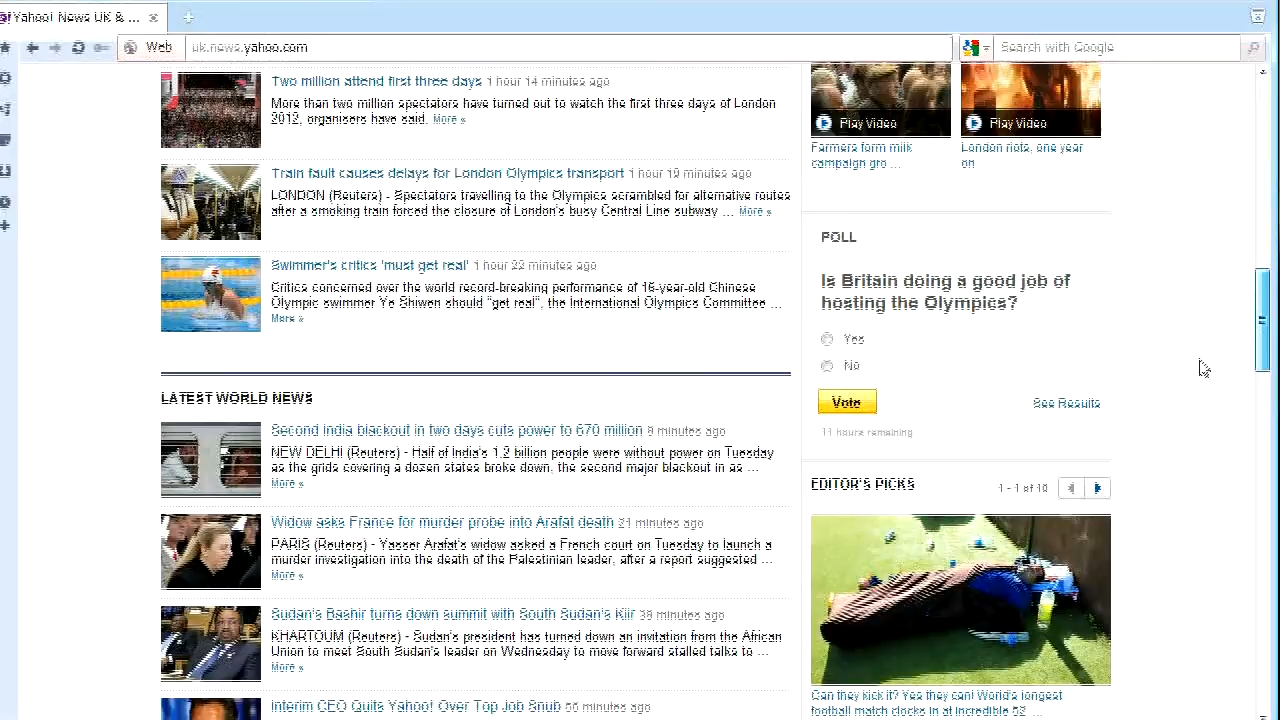 Yahoo! News UK & ...
Web
uk.news.yahoo.com
Search with Google
Two million attend first three days 1 hour 14 minutes ago
More than two million spectators have turned out to watch the first three days of London
2012, organisers have said. More »
Train fault causes delays for London Olympics transport 1 hour 19 minutes ago
LONDON (Reuters) - Spectators travelling to the Olympics scrambled for alternative routes
after a smoking train forced the closure of London's busy Central Line subway ... More »
Swimmer's critics 'must get real' 1 hour 22 minutes ago
Critics concerned over the world record-breaking performance of 16-year-old Chinese
Olympic swimmer Ye Shiwen should "get real", the International Olympics Committee ...
More »
LATEST WORLD NEWS
Second India blackout in two days cuts power to 670 million 8 minutes ago
NEW DELHI (Reuters) - Half of India's 1.2 billion people were without power on Tuesday
as the grids covering a dozen states broke down, the second major blackout in as ...
More »
Widow asks France for murder probe into Arafat death 21 minutes ago
PARIS (Reuters) - Yasser Arafat's widow asked a French court on Tuesday to launch a
murder investigation into the death of the Palestinian leader, after a report suggested ...
More »
Sudan's Bashir turns down summit with South Sudan's Kiir 38 minutes ago
KHARTOUM (Reuters) - Sudan's president has turned down an invitation from the African
Union to meet South Sudan's leader on Wednesday to move forward stalled talks to ...
More »
Interim CEO Quits Yahoo! Over Top Job Snub 50 minutes ago
Play Video
Play Video
Farmers form milk
campaign gro ...
London riots, one year
on
POLL
Is Britain doing a good job of
hosting the Olympics?
Yes
No
Vote
See Results
11 hours remaining
EDITOR'S PICKS
1 - 1 of 10
Can they kick it? Yes they can! World's longest
football match clocks in at incredible